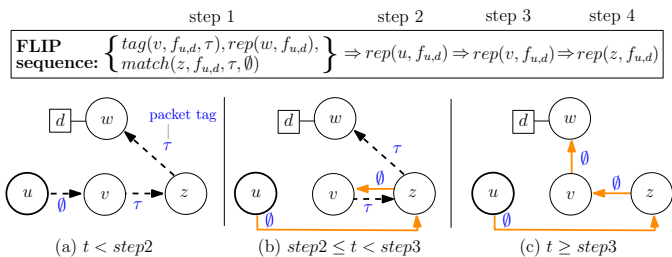 step 1 step 2 step 3 step 4
FLIP sequence: { tag(v, f_{u,d}, τ), rep(w, f_{u,d}),
match(z, f_{u,d}, τ, ∅) } ⇒ rep(u, f_{u,d}) ⇒ rep(v, f_{u,d}) ⇒ rep(z, f_{u,d})
d w packet tag τ
u ∅ v τ z
(a) t < step2
d w τ
u ∅ v ∅ τ z
(b) step2 ≤ t < step3
d w ∅
u ∅ v ∅ z
(c) t ≥ step3